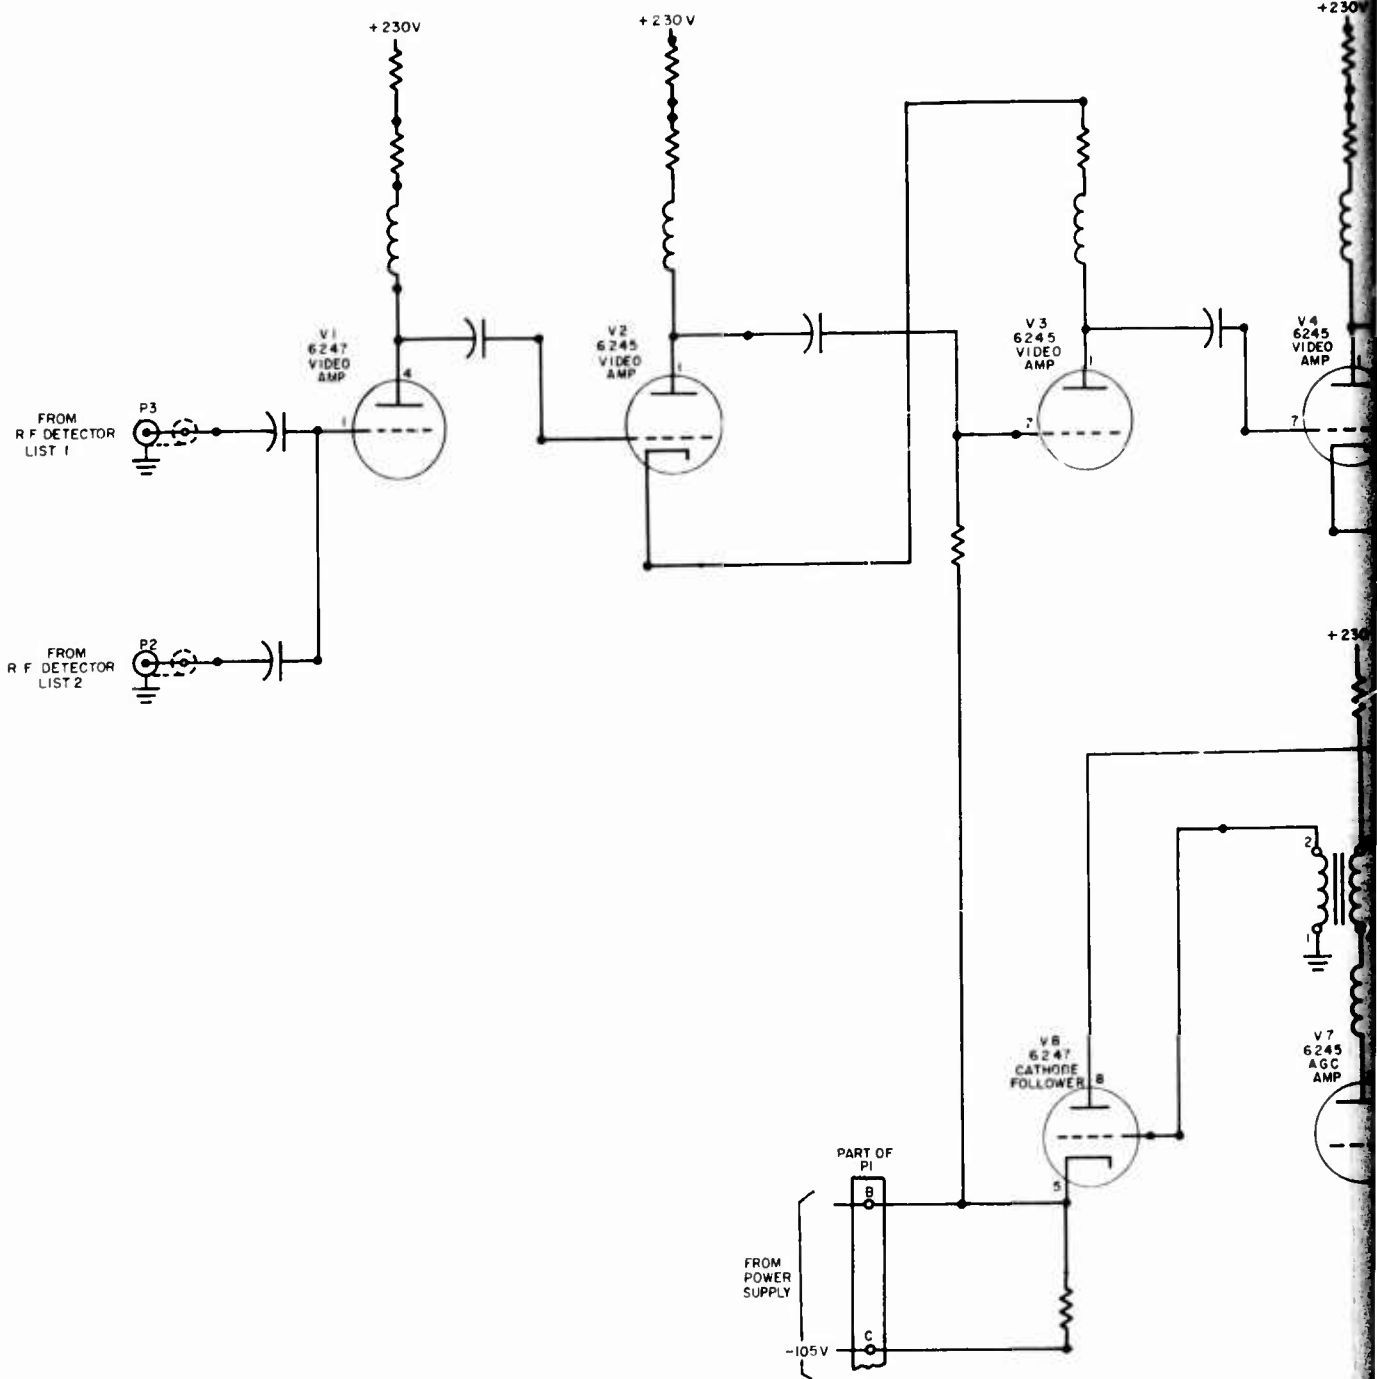 +230V
+230V
+230V
V1
6247
VIDEO
AMP
4
1
V2
6245
VIDEO
AMP
1
V3
6245
VIDEO
AMP
1
7
V4
6245
VIDEO
AMP
7
FROM
R F DETECTOR
LIST 1
P3
FROM
R F DETECTOR
LIST 2
P2
+230
2
1
V8
6247
CATHODE
FOLLOWER
8
5
V7
6245
AGC
AMP
PART OF
P1
B
FROM
POWER
SUPPLY
C
-105V